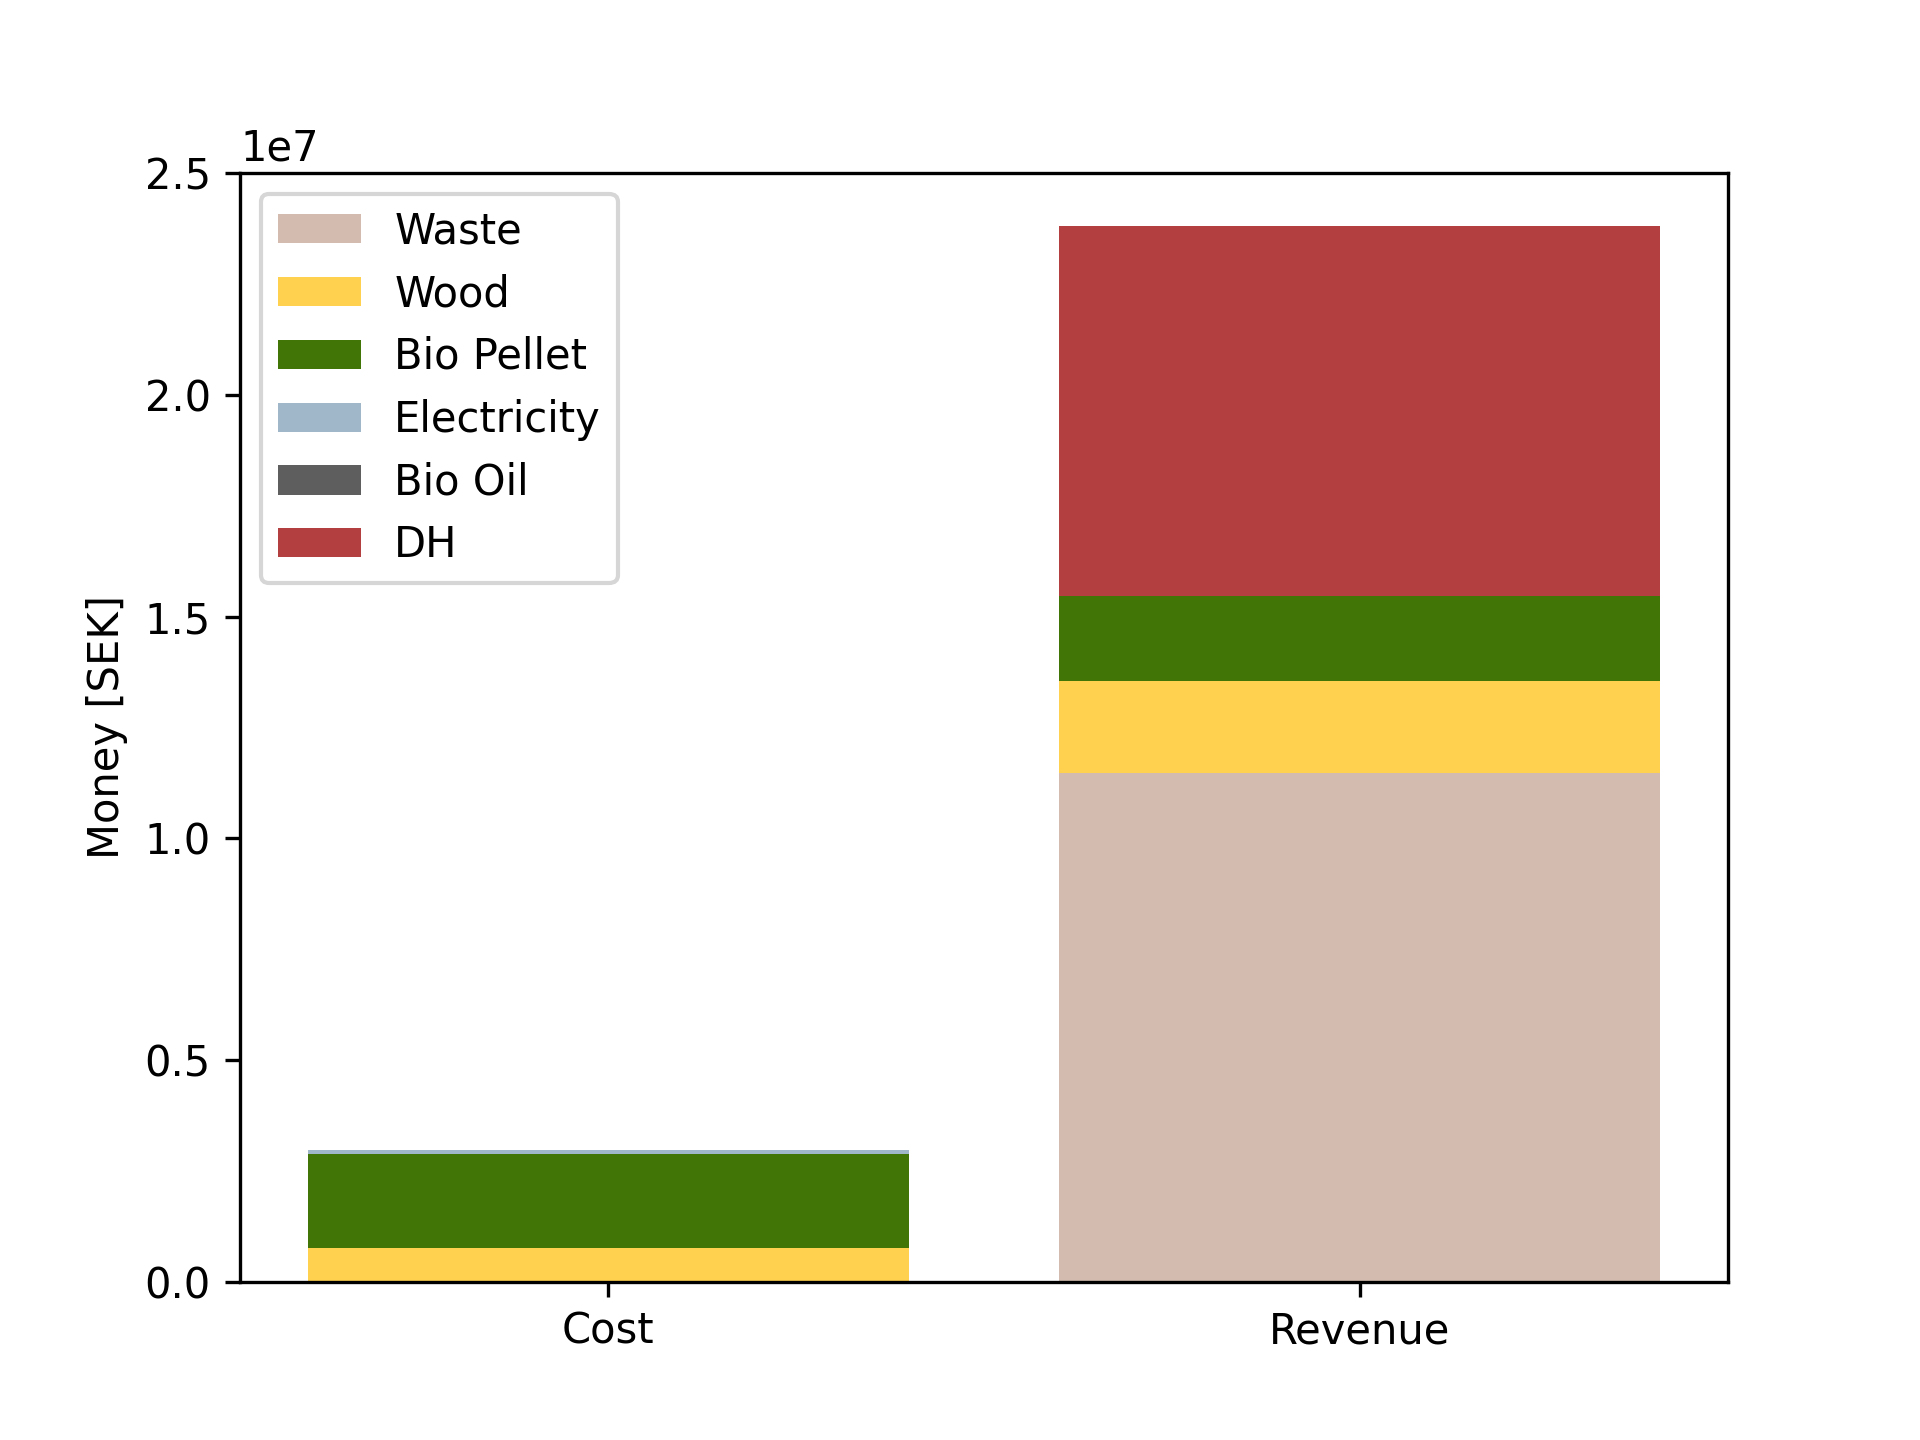 1e7
2.5
2.0
1.5
1.0
0.5
0.0
Money [SEK]
Waste
Wood
Bio Pellet
Electricity
Bio Oil
DH
Cost
Revenue